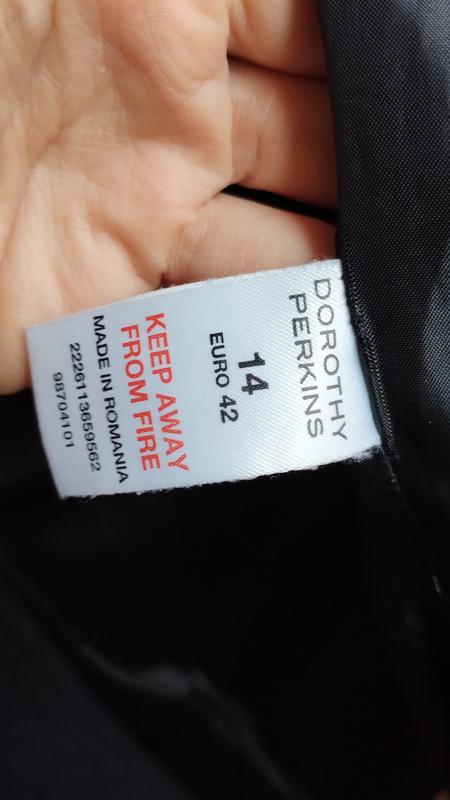 DOROTHY
PERKINS
14
EURO 42
KEEP AWAY
FROM FIRE
MADE IN ROMANIA
2226113659562
98704101